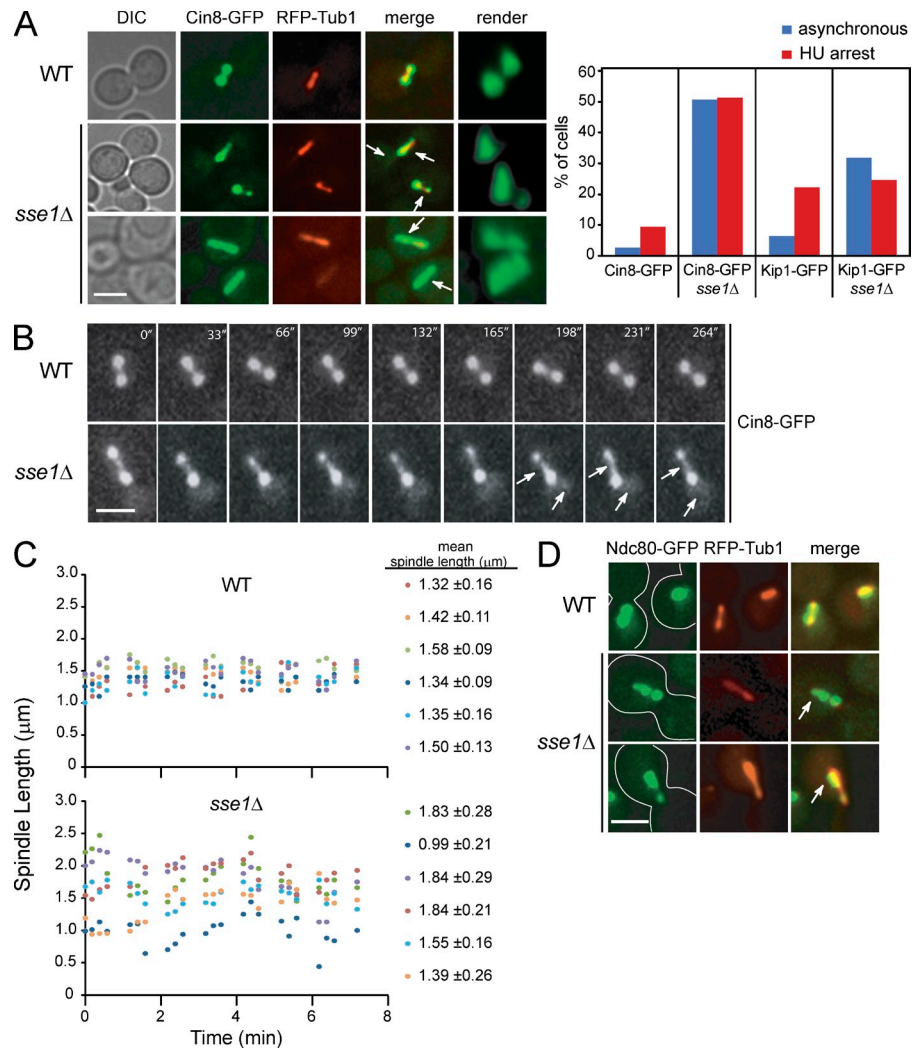 A
DIC Cin8-GFP RFP-Tub1 merge render
WT
sse1Δ
asynchronous
HU arrest
% of cells
60
50
40
30
20
10
0
Cin8-GFP Cin8-GFP sse1Δ Kip1-GFP Kip1-GFP sse1Δ
B
0" 33" 66" 99" 132" 165" 198" 231" 264"
WT
sse1Δ
Cin8-GFP
C
Spindle Length (μm)
WT
3.0
2.5
2.0
1.5
1.0
0.5
0
mean
spindle length (μm)
1.32 ±0.16
1.42 ±0.11
1.58 ±0.09
1.34 ±0.09
1.35 ±0.16
1.50 ±0.13
sse1Δ
3.0
2.5
2.0
1.5
1.0
0.5
0
0 2 4 6 8
Time (min)
1.83 ±0.28
0.99 ±0.21
1.84 ±0.29
1.84 ±0.21
1.55 ±0.16
1.39 ±0.26
D
Ndc80-GFP RFP-Tub1 merge
WT
sse1Δ